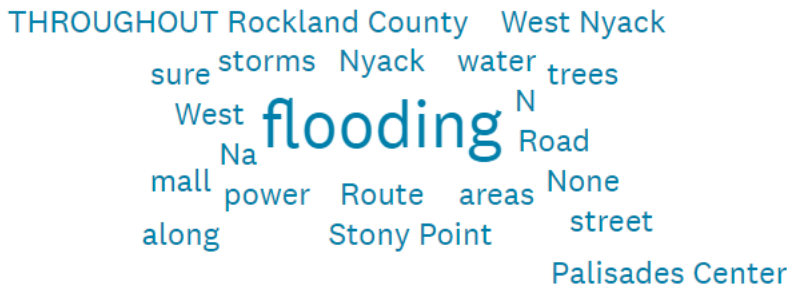 THROUGHOUT Rockland County West Nyack
sure storms Nyack water trees
West flooding N
Na Road
mall power Route areas None
along Stony Point street
Palisades Center